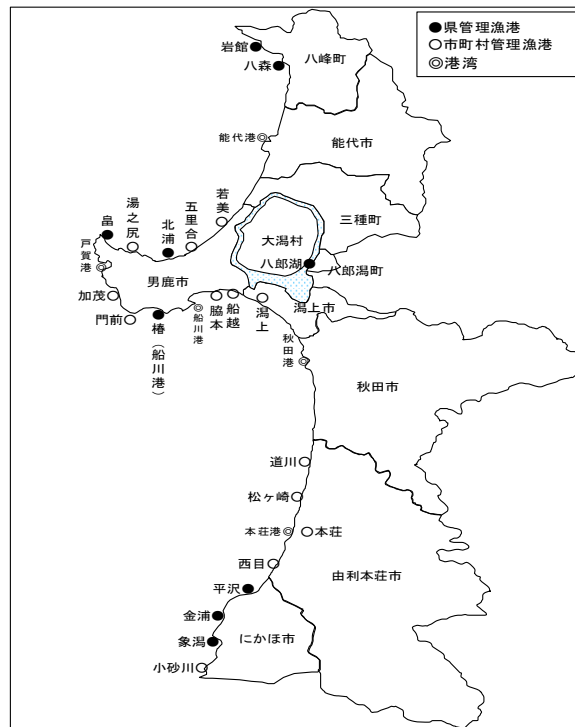 ●県管理漁港
○市町村管理漁港
◎港湾
岩館
八森
八峰町
能代港
能代市
若美
五里合
北浦
湯之尻
畠
戸賀港
三種町
大潟村
八郎湖
八郎潟町
男鹿市
加茂
門前
椿(船川港)
船川港
脇本
船越
潟上
潟上市
秋田港
秋田市
道川
松ヶ崎
本荘港
本荘
西目
由利本荘市
平沢
金浦
にかほ市
象潟
小砂川